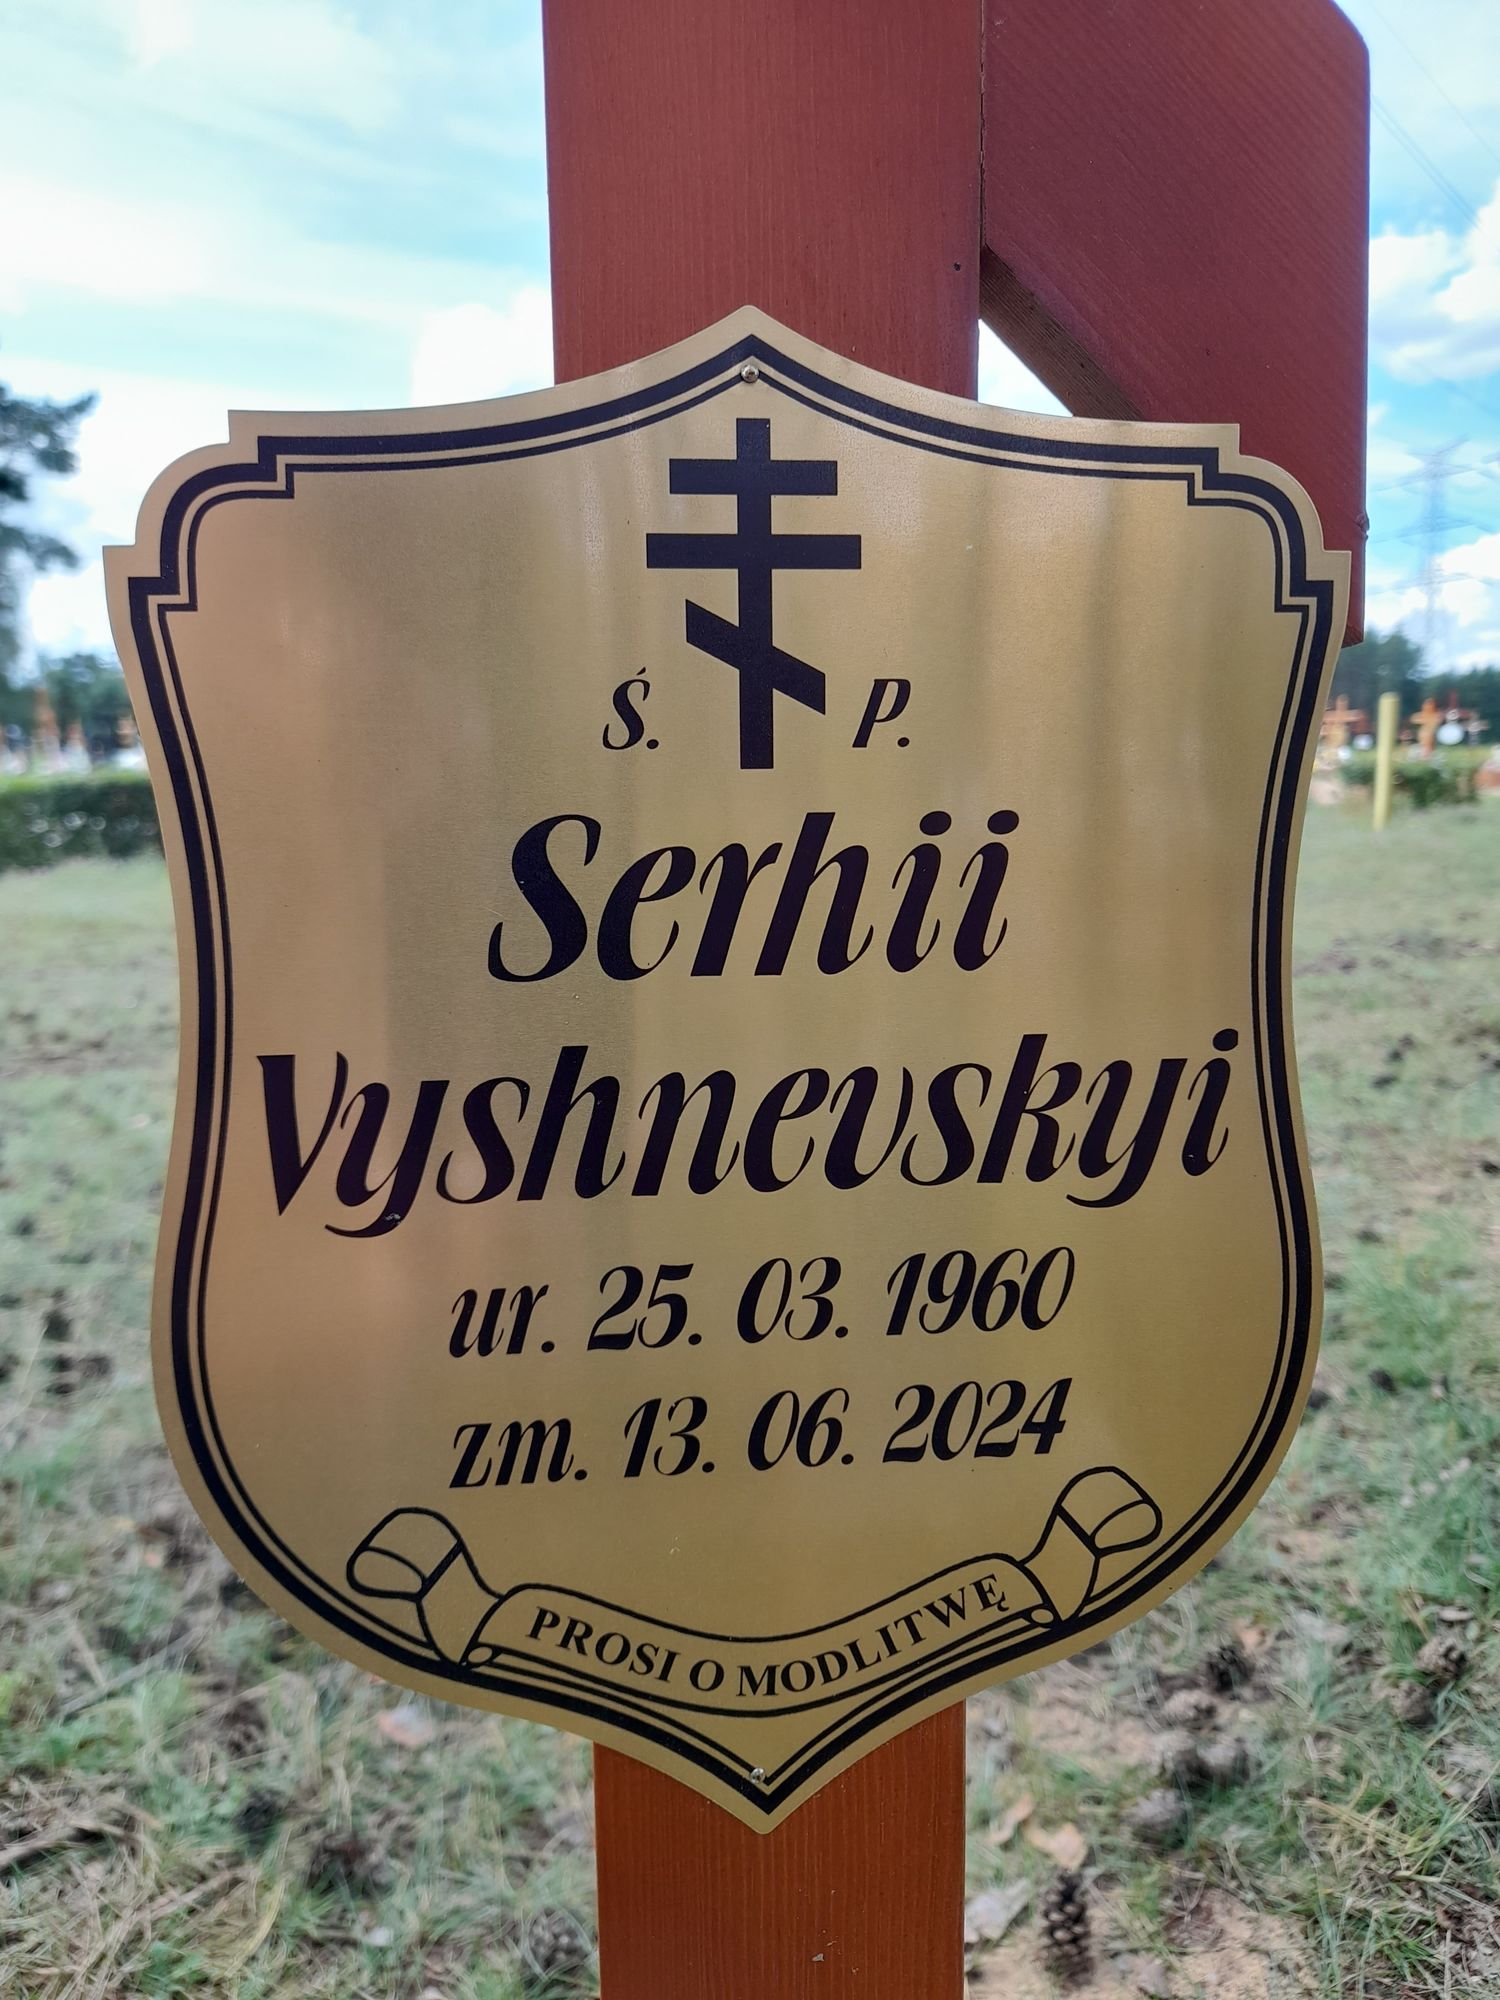 Ś. P.
Serhii
Vyshnevskyi
ur. 25. 03. 1960
zm. 13. 06. 2024
PROSI O MODLITWĘ